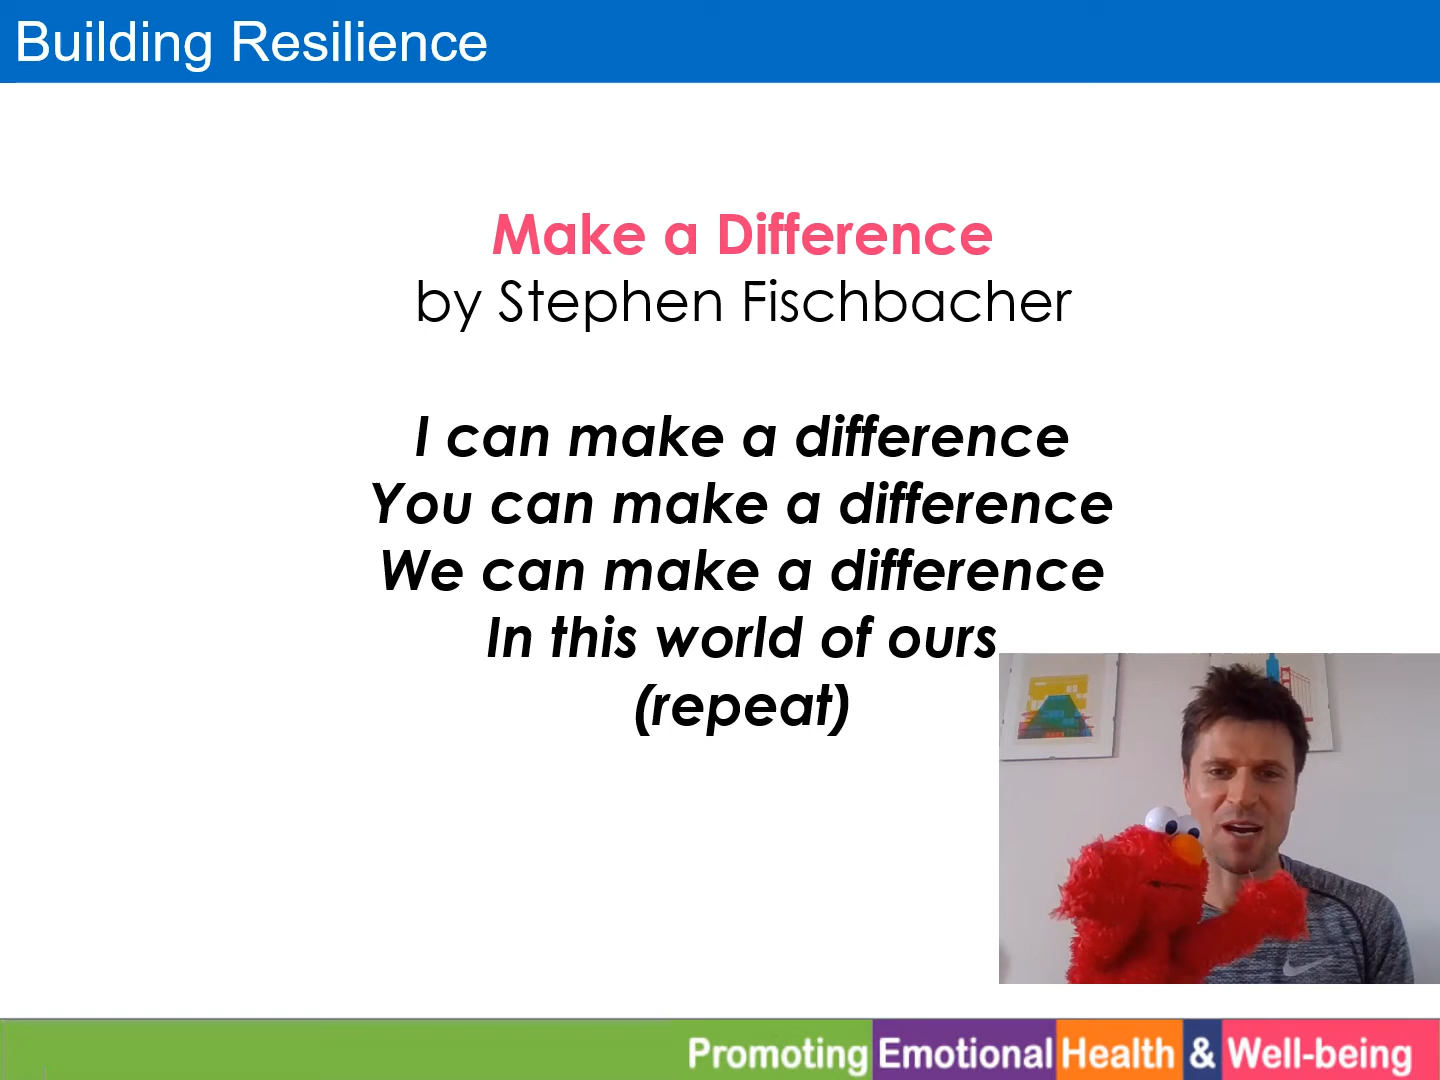 Building Resilience
Make a Difference
by Stephen Fischbacher
I can make a difference
You can make a difference
We can make a difference
In this world of ours
(repeat)
Promoting Emotional Health & Well-being